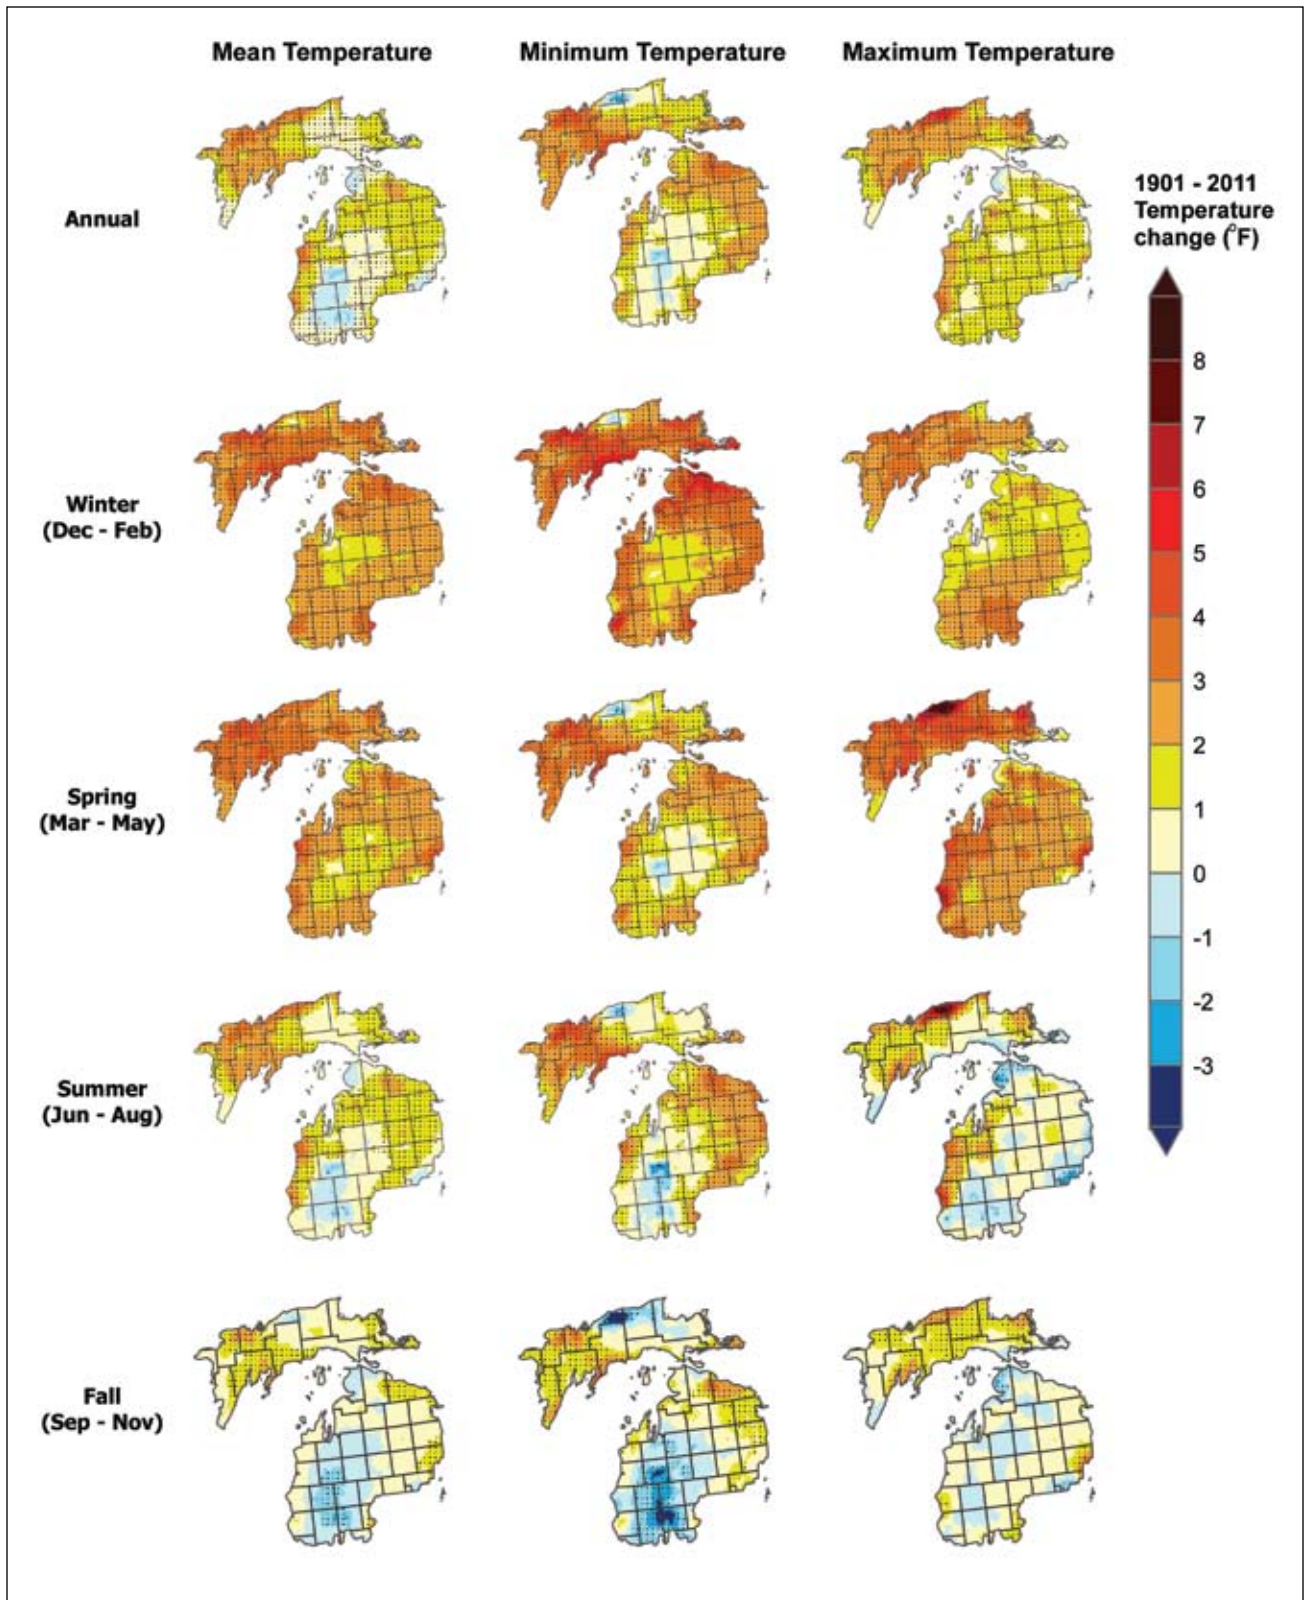 Mean Temperature
Minimum Temperature
Maximum Temperature
1901 - 2011
Temperature
change (°F)
Annual
8
7
6
5
4
3
2
1
0
-1
-2
-3
Winter
(Dec - Feb)
Spring
(Mar - May)
Summer
(Jun - Aug)
Fall
(Sep - Nov)